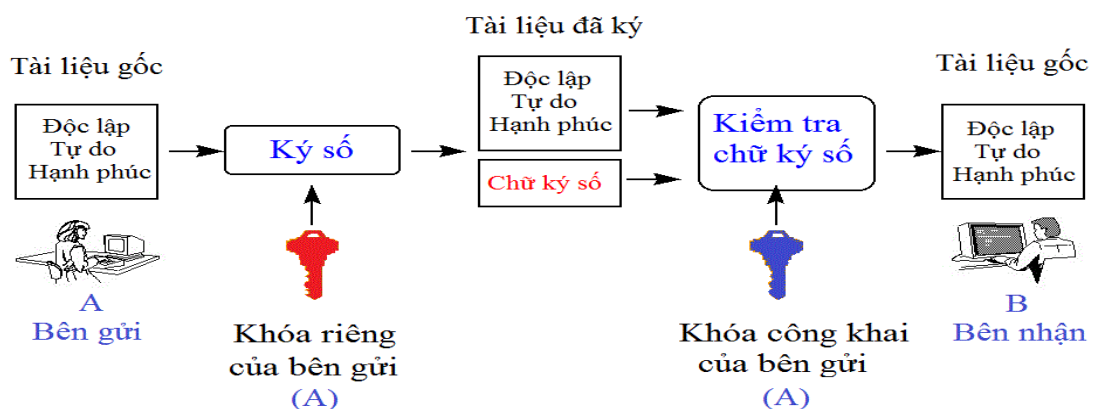 Tài liệu gốc
Độc lập
Tự do
Hạnh phúc
A
Bên gửi
Ký số
Khóa riêng
của bên gửi
(A)
Tài liệu đã ký
Độc lập
Tự do
Hạnh phúc
Chữ ký số
Kiểm tra
chữ ký số
Khóa công khai
của bên gửi
(A)
Tài liệu gốc
Độc lập
Tự do
Hạnh phúc
B
Bên nhận